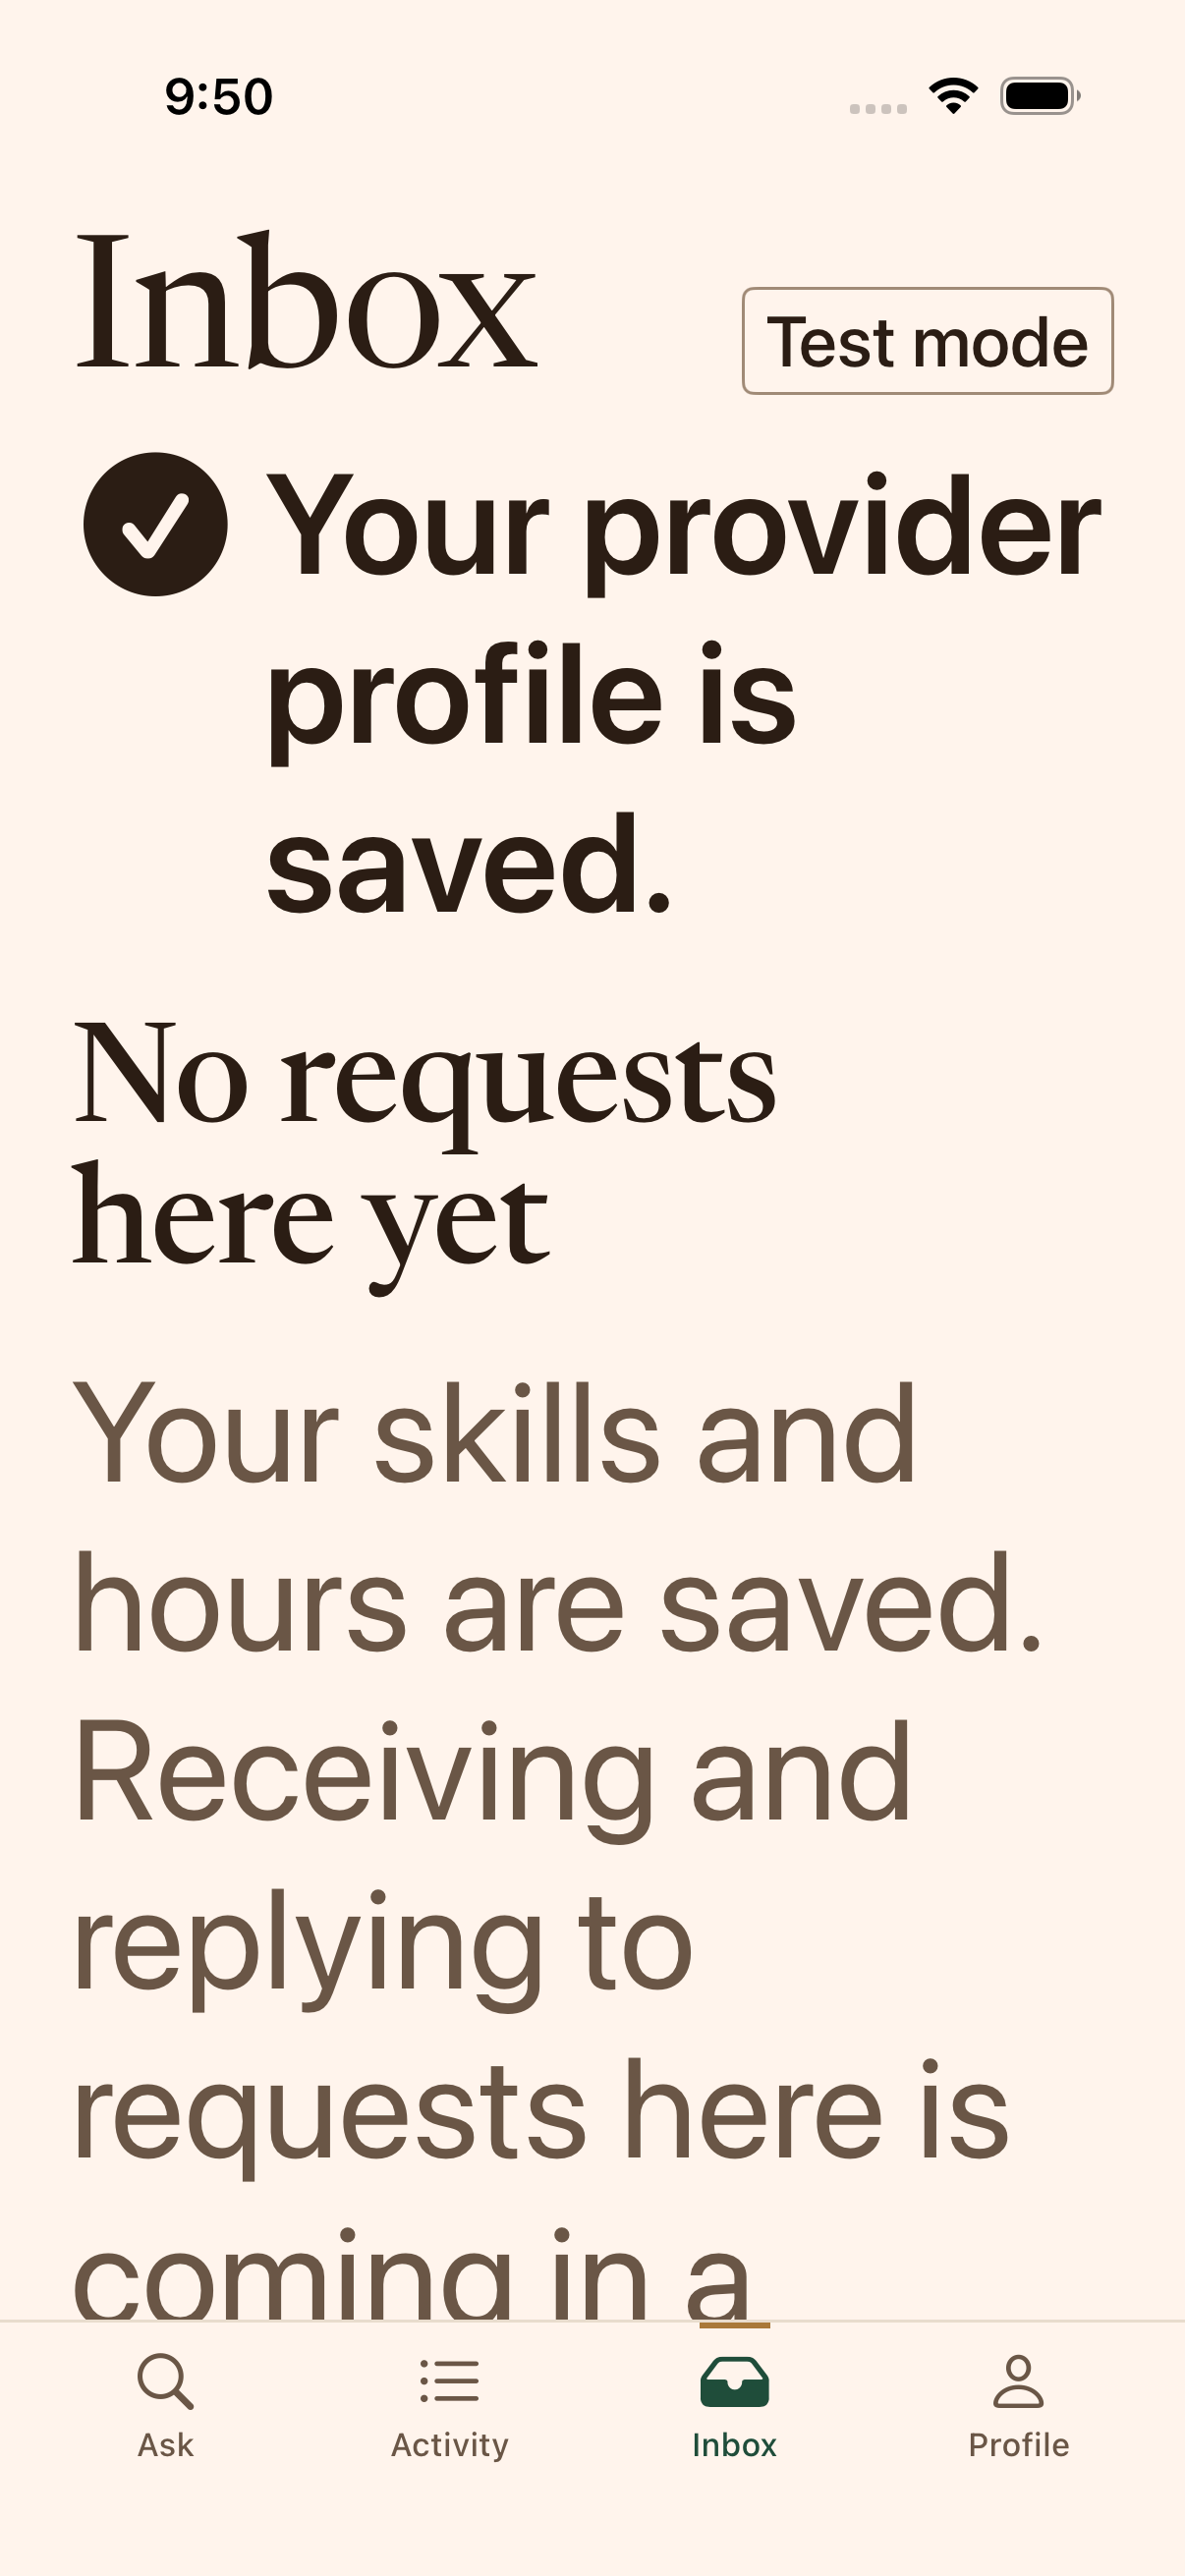 9:50
Inbox
Test mode
Your provider
profile is
saved.
No requests
here yet
Your skills and
hours are saved.
Receiving and
replying to
requests here is
coming in a
Ask
Activity
Inbox
Profile